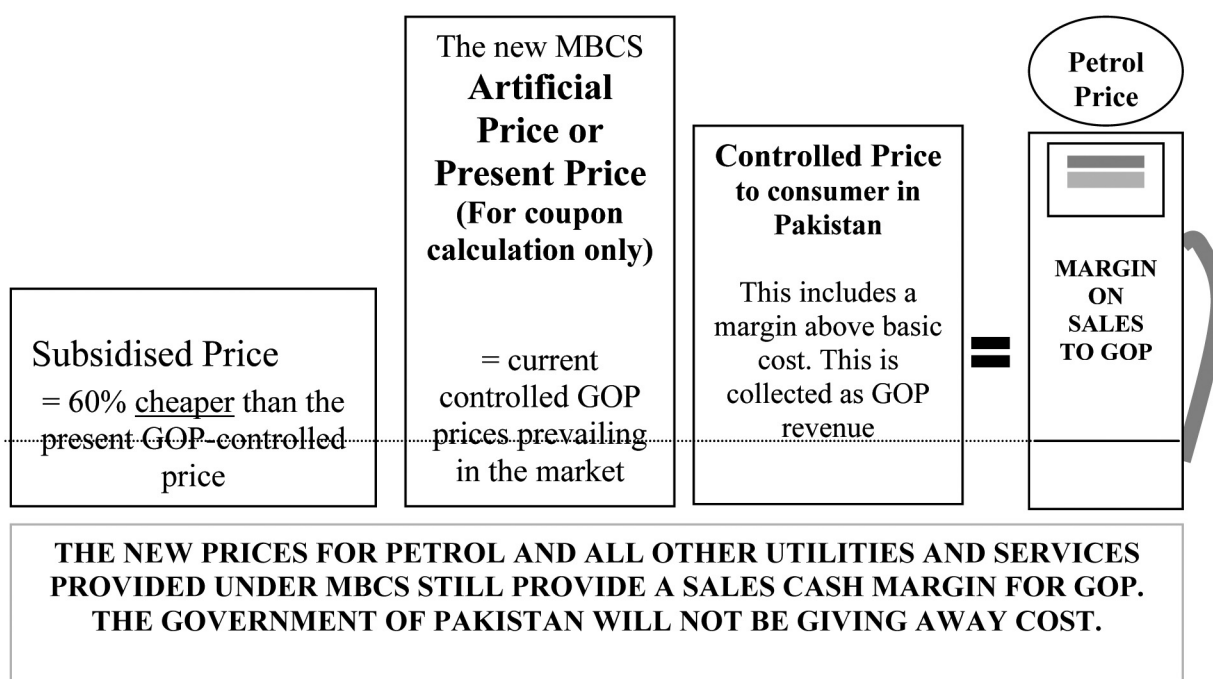 Subsidised Price
= 60% cheaper than the
present GOP-controlled
price
The new MBCS
Artificial
Price or
Present Price
(For coupon
calculation only)
= current
controlled GOP
prices prevailing
in the market
Controlled Price
to consumer in
Pakistan
This includes a
margin above basic
cost. This is
collected as GOP
revenue
=
Petrol
Price
MARGIN
ON
SALES
TO GOP
THE NEW PRICES FOR PETROL AND ALL OTHER UTILITIES AND SERVICES
PROVIDED UNDER MBCS STILL PROVIDE A SALES CASH MARGIN FOR GOP.
THE GOVERNMENT OF PAKISTAN WILL NOT BE GIVING AWAY COST.